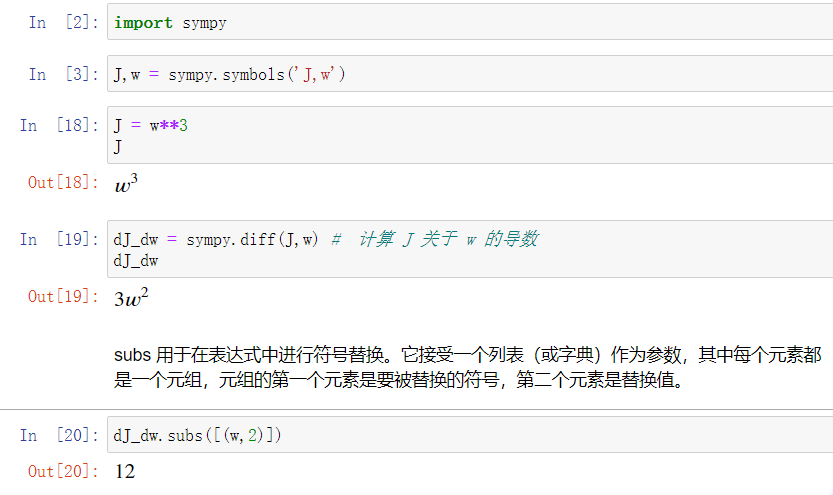 In [2]: import sympy
In [3]: J,w = sympy.symbols('J,w')
In [18]: J = w**3
J
Out[18]: w³
In [19]: dJ_dw = sympy.diff(J,w) # 计算 J 关于 w 的导数
dJ_dw
Out[19]: 3w²
subs 用于在表达式中进行符号替换。它接受一个列表（或字典）作为参数，其中每个元素都
是一个元组，元组的第一个元素是要被替换的符号，第二个元素是替换值。
In [20]: dJ_dw.subs([(w,2)])
Out[20]: 12